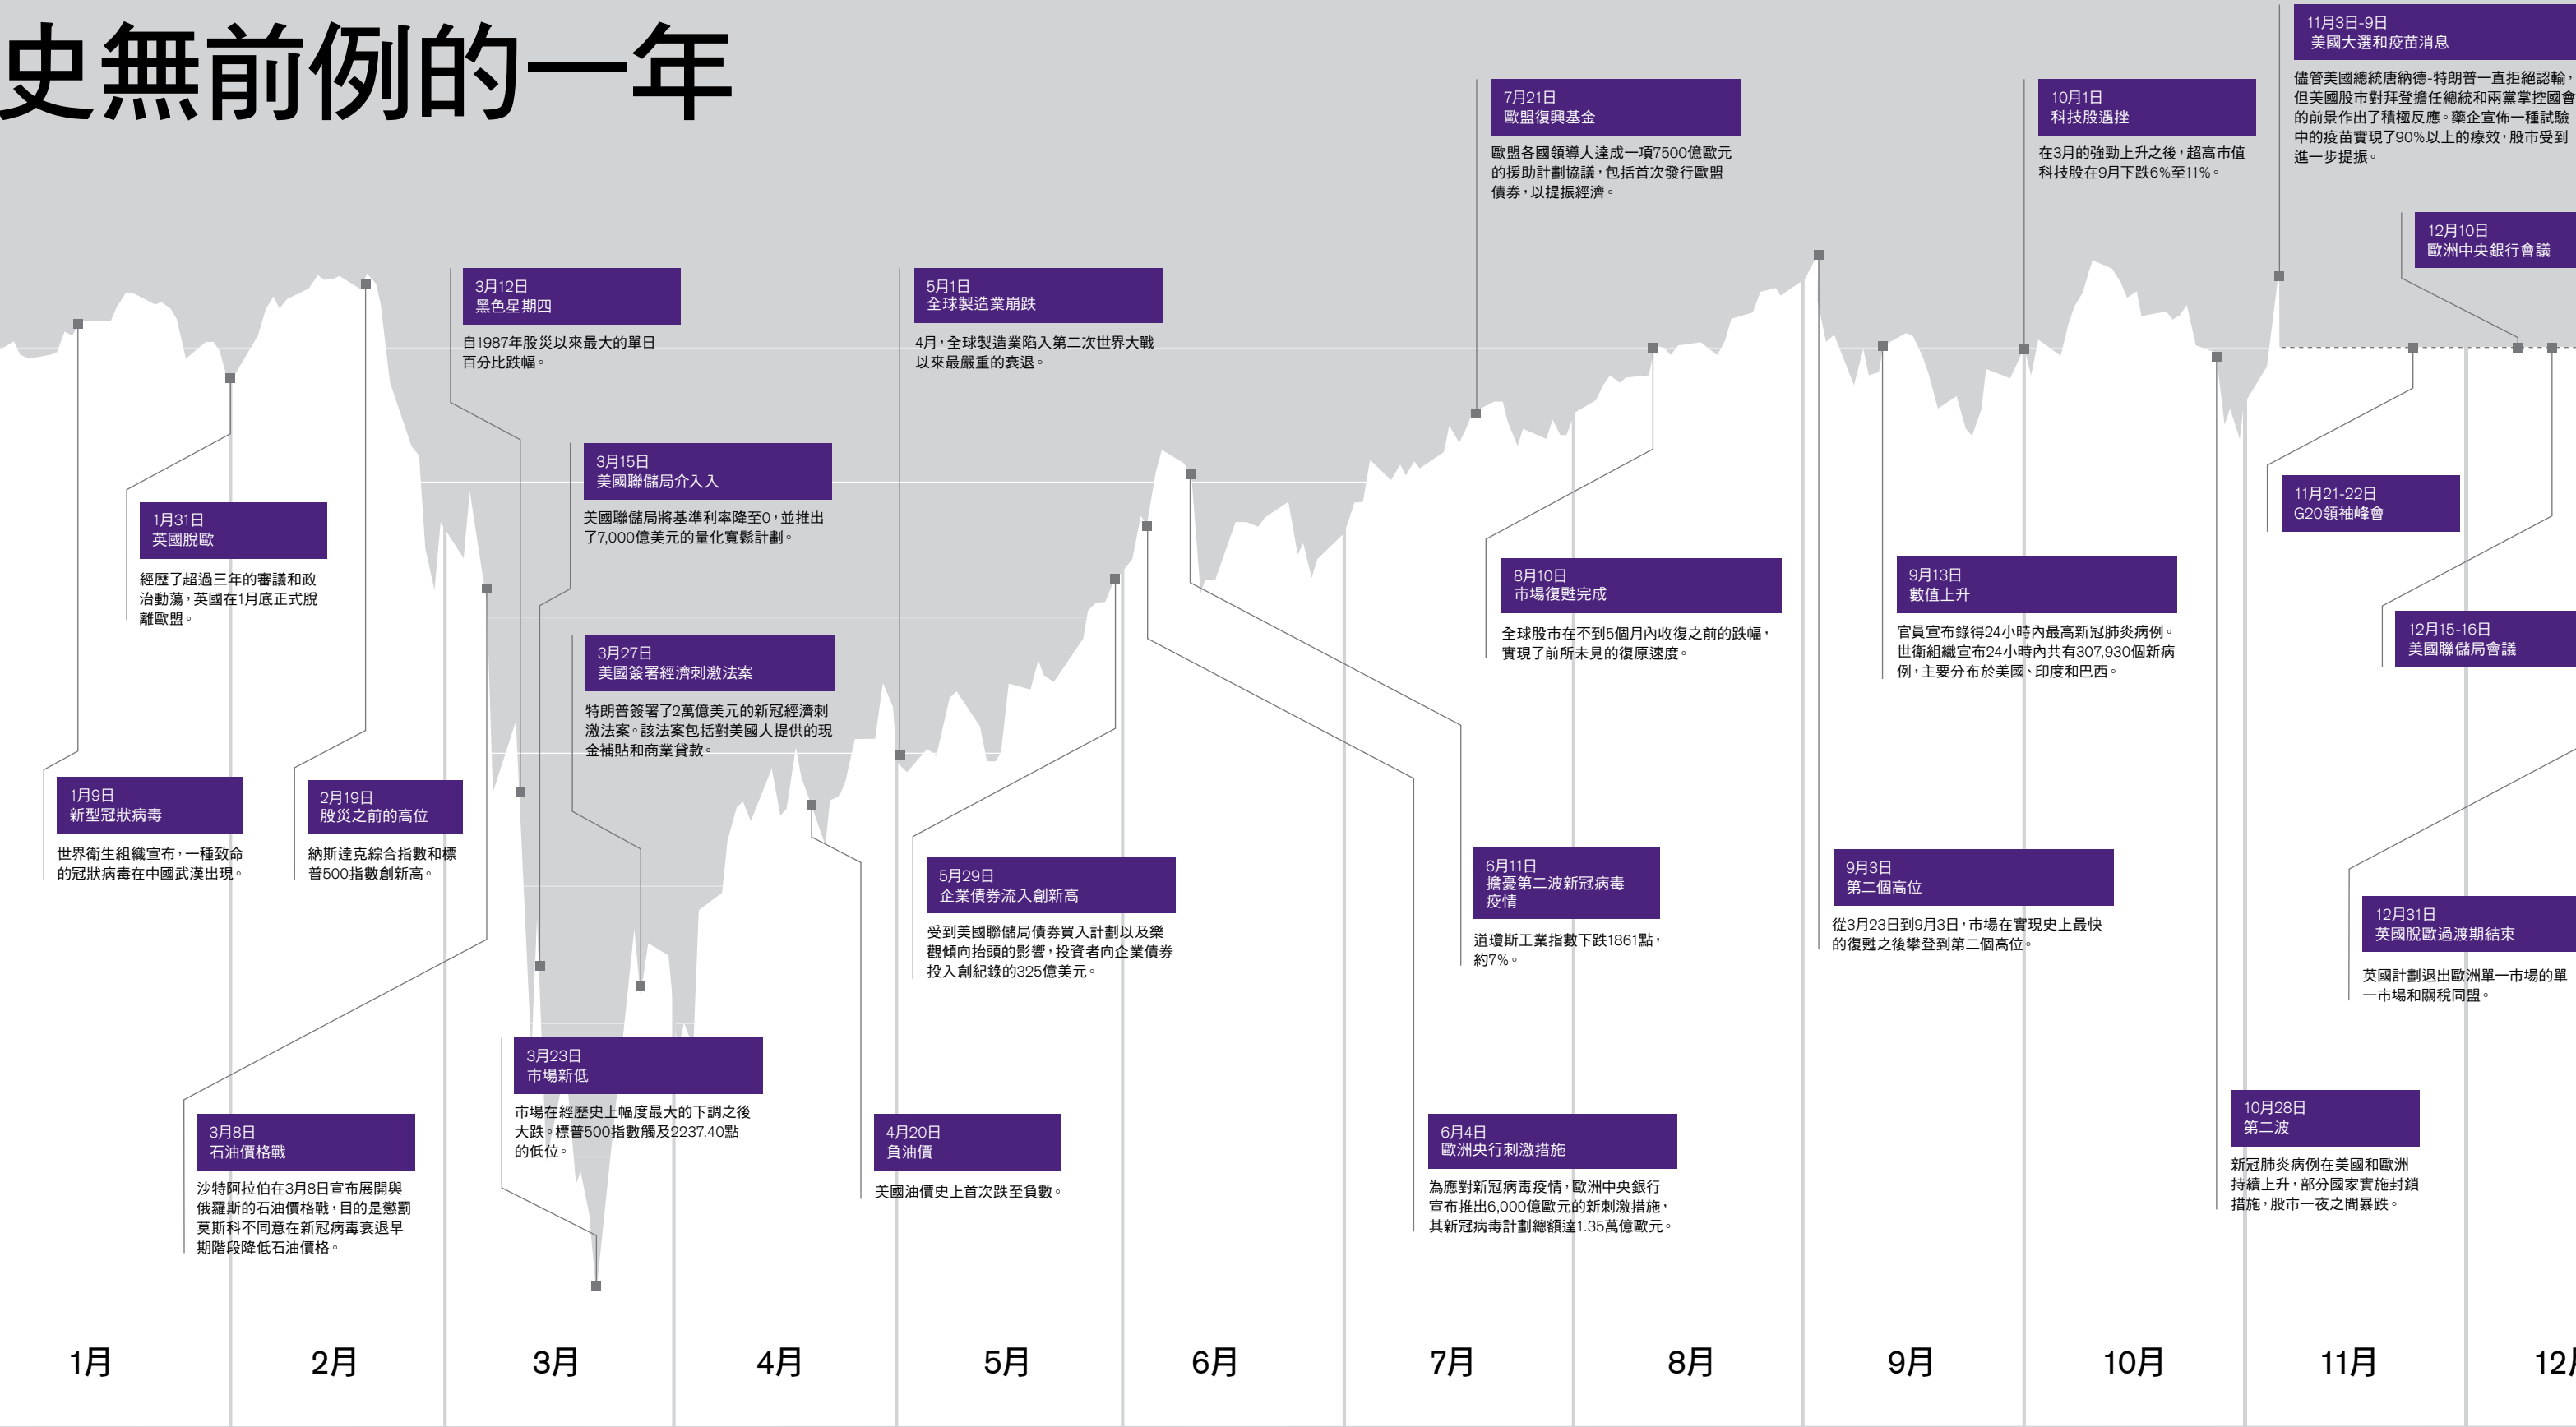 史無前例的一年
1月9日
新型冠狀病毒
世界衛生組織宣布，一種致命
的冠狀病毒在中國武漢出現。
1月31日
英國脫歐
經歷了超過三年的審議和政
治動蕩，英國在1月底正式脫
離歐盟。
2月19日
股災之前的高位
納斯達克綜合指數和標
普500指數創新高。
3月8日
石油價格戰
沙特阿拉伯在3月8日宣布展開與
俄羅斯的石油價格戰，目的是懲罰
莫斯科不同意在新冠病毒衰退早
期階段降低石油價格。
3月12日
黑色星期四
自1987年股災以來最大的單日
百分比跌幅。
3月15日
美國聯儲局介入入
美國聯儲局將基準利率降至0，並推出
了7,000億美元的量化寬鬆計劃。
3月23日
市場新低
市場在經歷史上幅度最大的下調之後
大跌。標普500指數觸及2237.40點
的低位。
3月27日
美國簽署經濟刺激法案
特朗普簽署了2萬億美元的新冠經濟刺
激法案。該法案包括對美國人提供的現
金補貼和商業貸款。
4月20日
負油價
美國油價史上首次跌至負數。
5月1日
全球製造業崩跌
4月，全球製造業陷入第二次世界大戰
以來最嚴重的衰退。
5月29日
企業債券流入創新高
受到美國聯儲局債券買入計劃以及樂
觀傾向抬頭的影響，投資者向企業債券
投入創紀錄的325億美元。
6月4日
歐洲央行刺激措施
為應對新冠病毒疫情，歐洲中央銀行
宣布推出6,000億歐元的新刺激措施，
其新冠病毒計劃總額達1.35萬億歐元。
6月11日
擔憂第二波新冠病毒
疫情
道瓊斯工業指數下跌1861點，
約7%。
7月21日
歐盟復興基金
歐盟各國領導人達成一項7500億歐元
的援助計劃協議，包括首次發行歐盟
債券，以提振經濟。
8月10日
市場復甦完成
全球股市在不到5個月內收復之前的跌幅，
實現了前所未見的復原速度。
9月3日
第二個高位
從3月23日到9月3日，市場在實現史上最快
的復甦之後攀登到第二個高位。
9月13日
數值上升
官員宣布錄得24小時內最高新冠肺炎病例。
世衛組織宣布24小時內共有307,930個新病
例，主要分布於美國、印度和巴西。
10月1日
科技股遇挫
在3月的強勁上升之後，超高市值
科技股在9月下跌6%至11%。
10月28日
第二波
新冠肺炎病例在美國和歐洲
持續上升，部分國家實施封鎖
措施，股市一夜之間暴跌。
11月3日-9日
美國大選和疫苗消息
儘管美國總統唐納德-特朗普一直拒絕認輸，
但美國股市對拜登擔任總統和兩黨掌控國會
的前景作出了積極反應。藥企宣佈一種試驗
中的疫苗實現了90%以上的療效，股市受到
進一步提振。
11月21-22日
G20領袖峰會
12月10日
歐洲中央銀行會議
12月15-16日
美國聯儲局會議
12月31日
英國脫歐過渡期結束
英國計劃退出歐洲單一市場的單
一市場和關稅同盟。
1月
2月
3月
4月
5月
6月
7月
8月
9月
10月
11月
12月